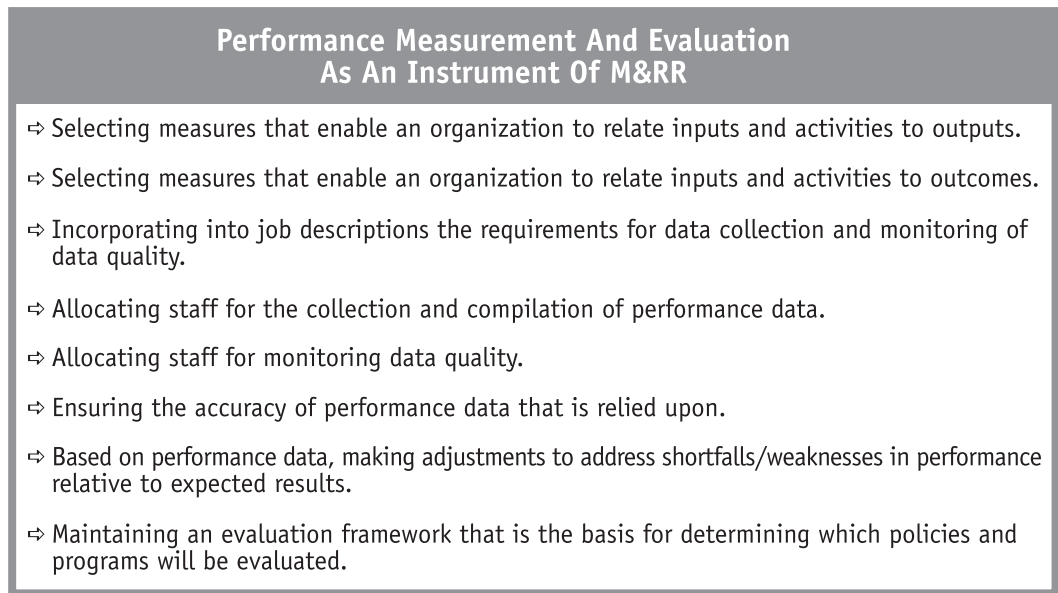 Performance Measurement And Evaluation
As An Instrument Of M&RR
⇨ Selecting measures that enable an organization to relate inputs and activities to outputs.
⇨ Selecting measures that enable an organization to relate inputs and activities to outcomes.
⇨ Incorporating into job descriptions the requirements for data collection and monitoring of
data quality.
⇨ Allocating staff for the collection and compilation of performance data.
⇨ Allocating staff for monitoring data quality.
⇨ Ensuring the accuracy of performance data that is relied upon.
⇨ Based on performance data, making adjustments to address shortfalls/weaknesses in performance
relative to expected results.
⇨ Maintaining an evaluation framework that is the basis for determining which policies and
programs will be evaluated.